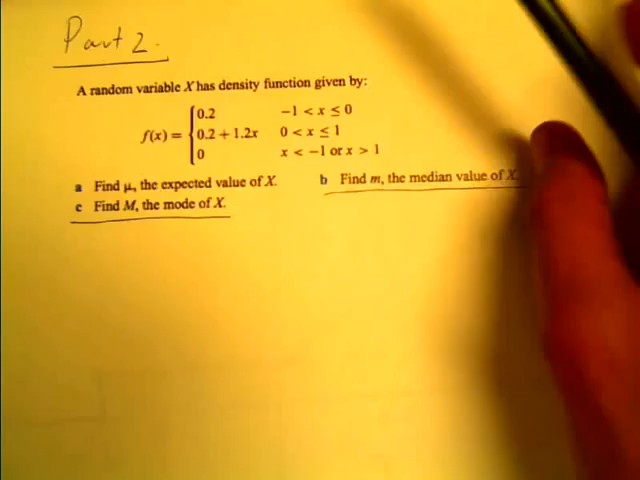 Part 2.
A random variable X has density function given by:
0.2 −1 < x ≤ 0
f(x) = { 0.2 + 1.2x 0 < x ≤ 1
0 x < −1 or x > 1
a Find μ, the expected value of X. b Find m, the median value of X.
c Find M, the mode of X.